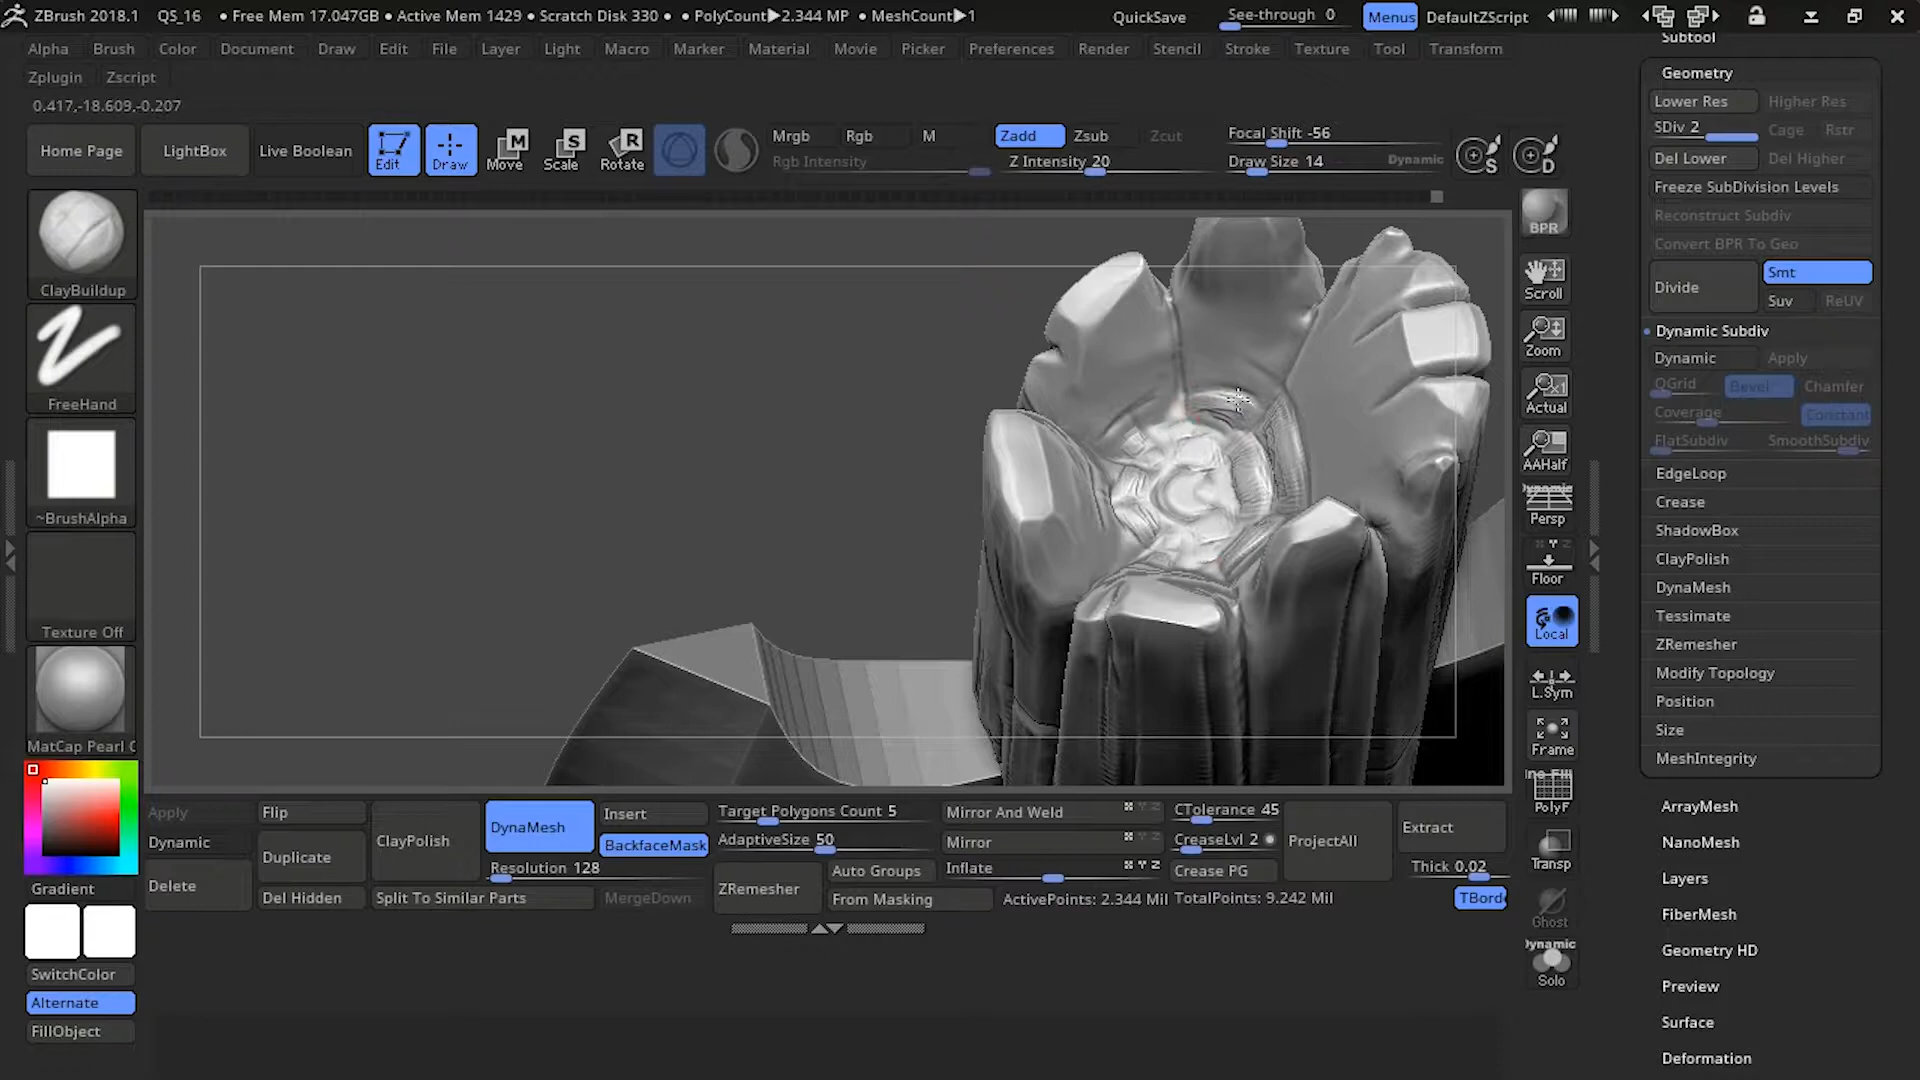 ZBrush 2018.1 QS_16 • Free Mem 17.047GB • Active Mem 1429 • Scratch Disk 330 • • PolyCount▶2.344 MP • MeshCount▶1 QuickSave See-through 0 Menus DefaultZScript
Alpha Brush Color Document Draw Edit File Layer Light Macro Marker Material Movie Picker Preferences Render Stencil Stroke Texture Tool Transform
Zplugin Zscript
0.417,-18.609,-0.207
Home Page LightBox Live Boolean Edit Draw Move Scale Rotate
Mrgb Rgb M Zadd Zsub Zcut Focal Shift -56
Rgb Intensity Z Intensity 20 Draw Size 14 Dynamic S D
ClayBuildup
FreeHand
~BrushAlpha
Texture Off
MatCap Pearl C
Gradient
SwitchColor
Alternate
FillObject
BPR
Scroll
Zoom
Actual
AAHalf
Dynamic
Persp
Floor
Local
L.Sym
Frame
PolyF
Transp
Ghost
Dynamic
Solo
Subtool
Geometry
Lower Res Higher Res
SDiv 2 Cage Rstr
Del Lower Del Higher
Freeze SubDivision Levels
Reconstruct Subdiv
Convert BPR To Geo
Divide Smt
Suv ReUV
Dynamic Subdiv
Dynamic Apply
QGrid Bevel Chamfer
Coverage Constant
FlatSubdiv SmoothSubdiv
EdgeLoop
Crease
ShadowBox
ClayPolish
DynaMesh
Tessimate
ZRemesher
Modify Topology
Position
Size
MeshIntegrity
ArrayMesh
NanoMesh
Layers
FiberMesh
Geometry HD
Preview
Surface
Deformation
Apply Flip ClayPolish DynaMesh Insert Target Polygons Count 5 Mirror And Weld CTolerance 45 ProjectAll Extract
Dynamic Duplicate BackfaceMask AdaptiveSize 50 Mirror CreaseLvl 2
Delete Resolution 128 ZRemesher Auto Groups Inflate Crease PG Thick 0.02
Del Hidden Split To Similar Parts MergeDown From Masking ActivePoints: 2.344 Mil TotalPoints: 9.242 Mil TBord